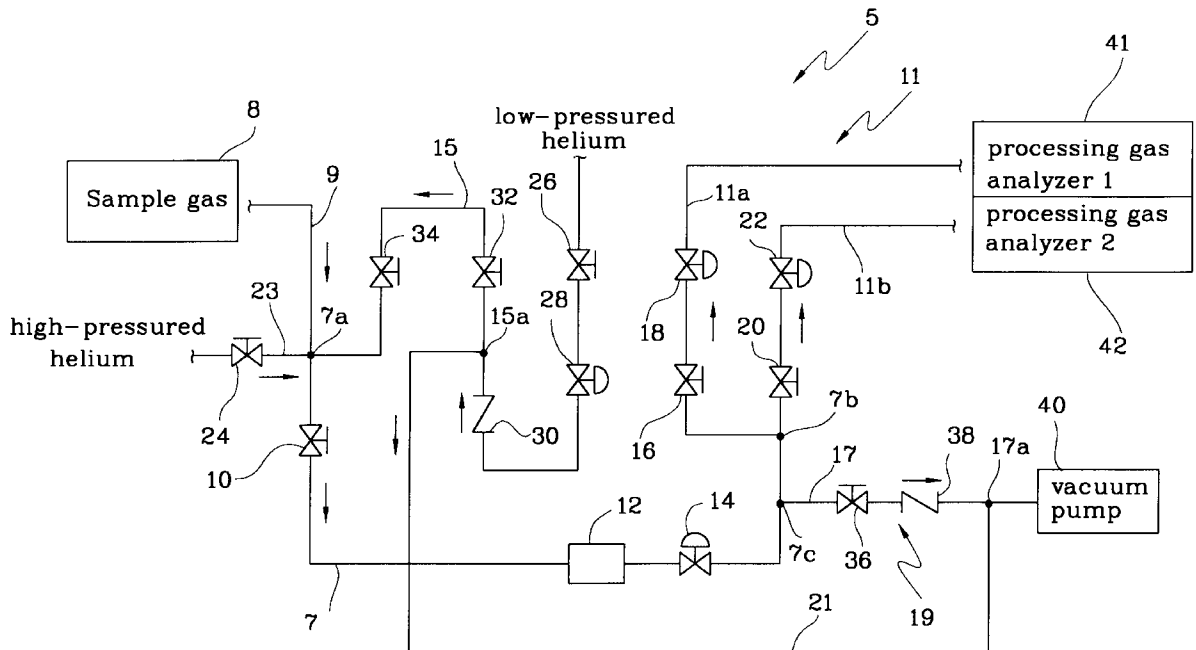 5
41
11
8
low-pressured
helium
processing gas
analyzer 1
Sample gas
9
15
32
26
11a
22
processing gas
analyzer 2
34
11b
23
7a
high-pressured
helium
15a
28
18
20
42
24
10
30
16
7b
40
17
38
17a
vacuum
pump
12
14
7c
36
7
21
19